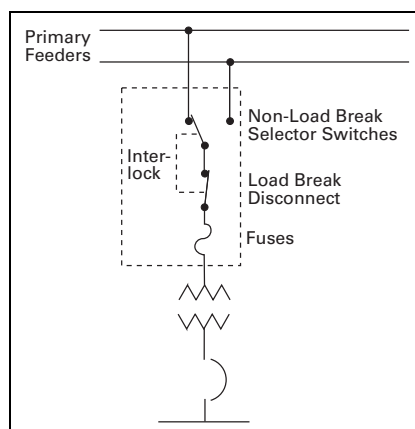 Primary
Feeders
Non-Load Break
Selector Switches
Inter-
lock
Load Break
Disconnect
Fuses